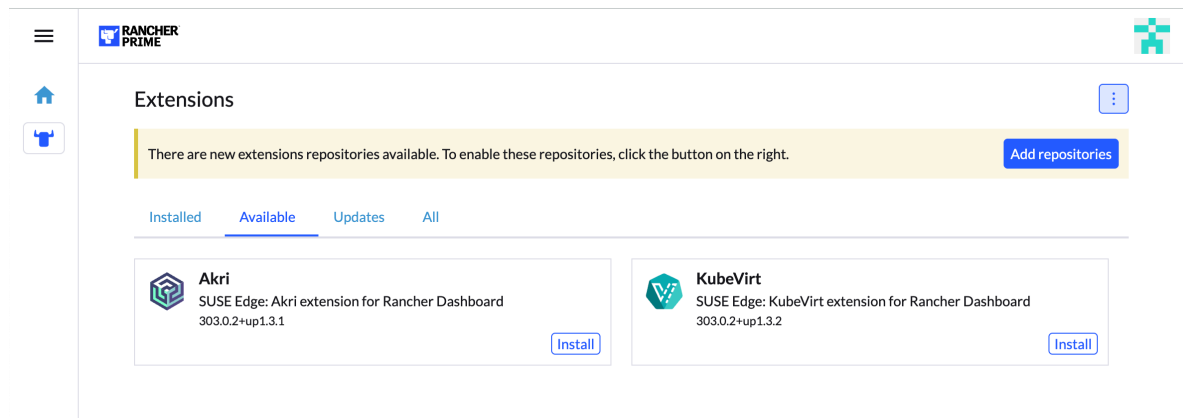 RANCHER
PRIME
Extensions
There are new extensions repositories available. To enable these repositories, click the button on the right.
Add repositories
Installed Available Updates All
Akri
SUSE Edge: Akri extension for Rancher Dashboard
303.0.2+up1.3.1
Install
KubeVirt
SUSE Edge: KubeVirt extension for Rancher Dashboard
303.0.2+up1.3.2
Install